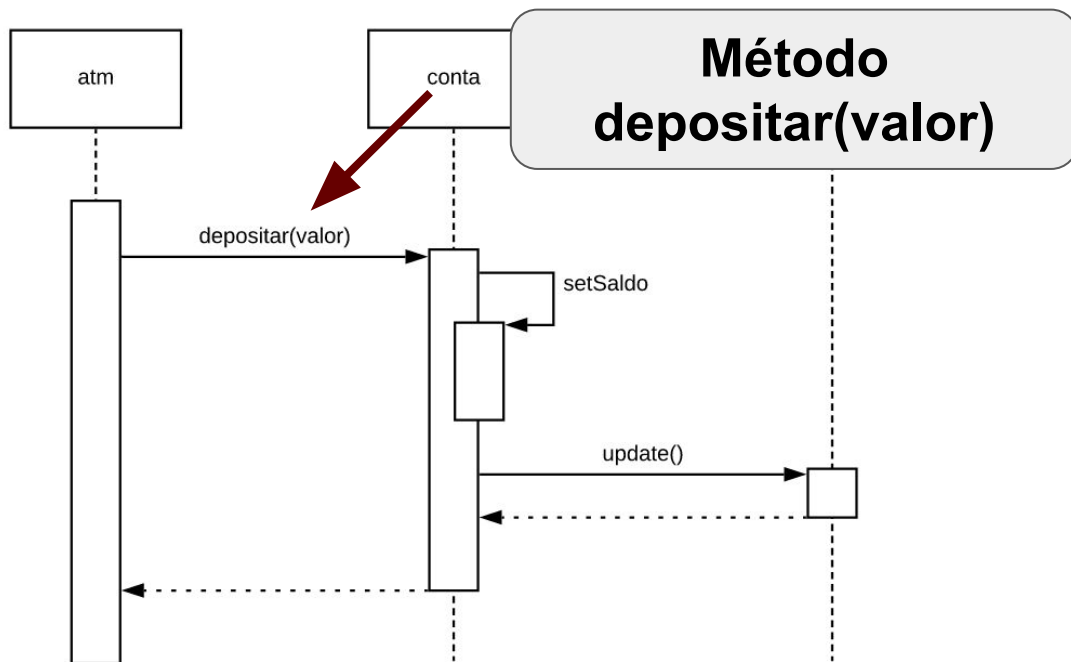 atm
conta
Método
depositar(valor)
depositar(valor)
setSaldo
update()